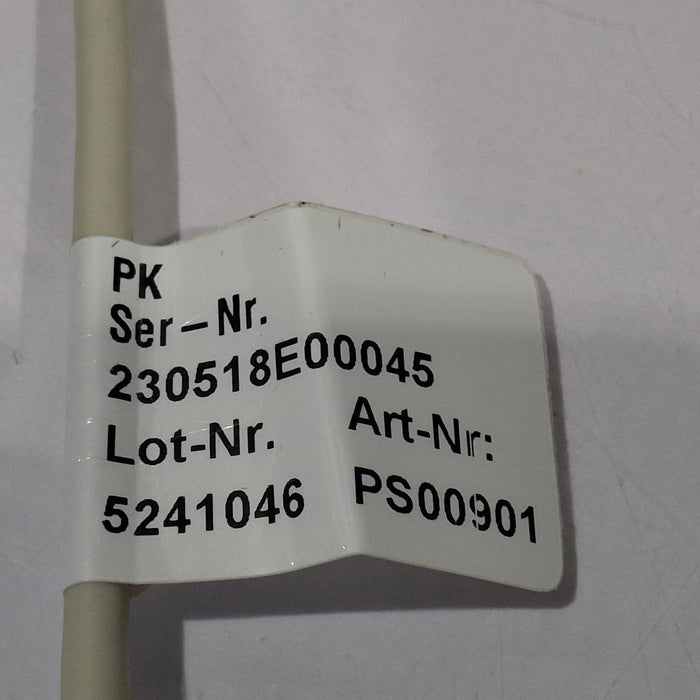 PK
Ser-Nr.
230518E00045
Lot-Nr. Art-Nr:
5241046 PS00901